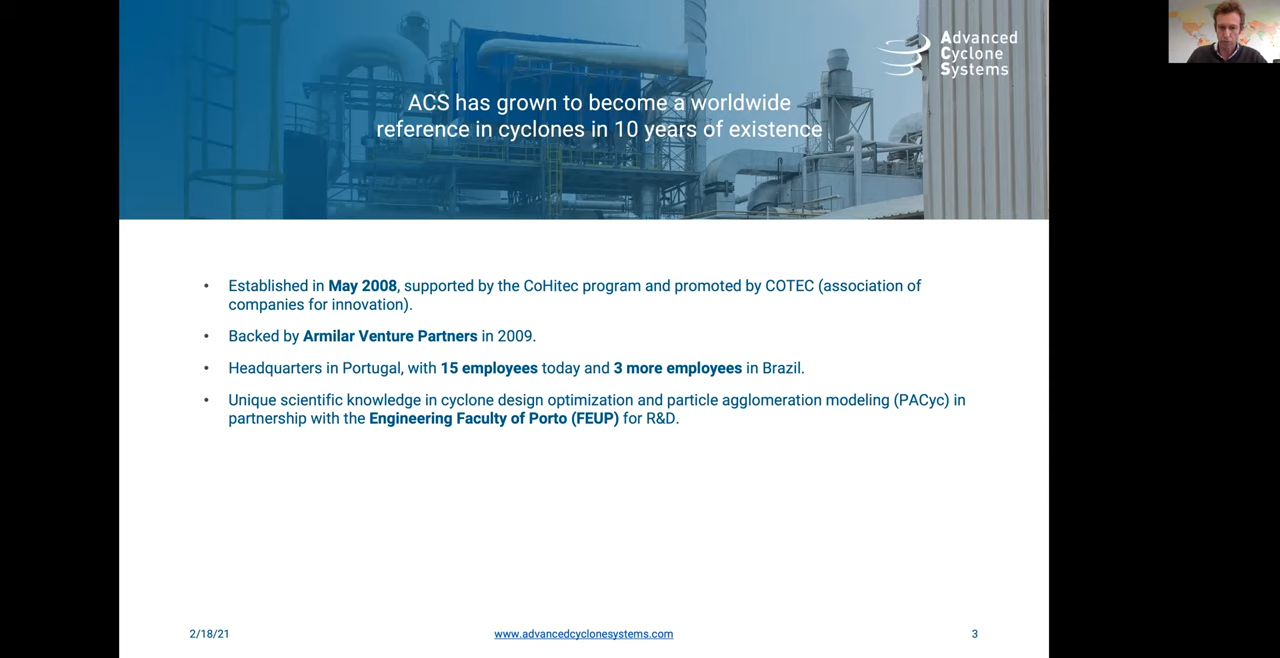 Advanced
Cyclone
Systems
ACS has grown to become a worldwide
reference in cyclones in 10 years of existence
• Established in May 2008, supported by the CoHitec program and promoted by COTEC (association of
companies for innovation).
• Backed by Armilar Venture Partners in 2009.
• Headquarters in Portugal, with 15 employees today and 3 more employees in Brazil.
• Unique scientific knowledge in cyclone design optimization and particle agglomeration modeling (PACyc) in
partnership with the Engineering Faculty of Porto (FEUP) for R&D.
2/18/21
www.advancedcyclonesystems.com
3